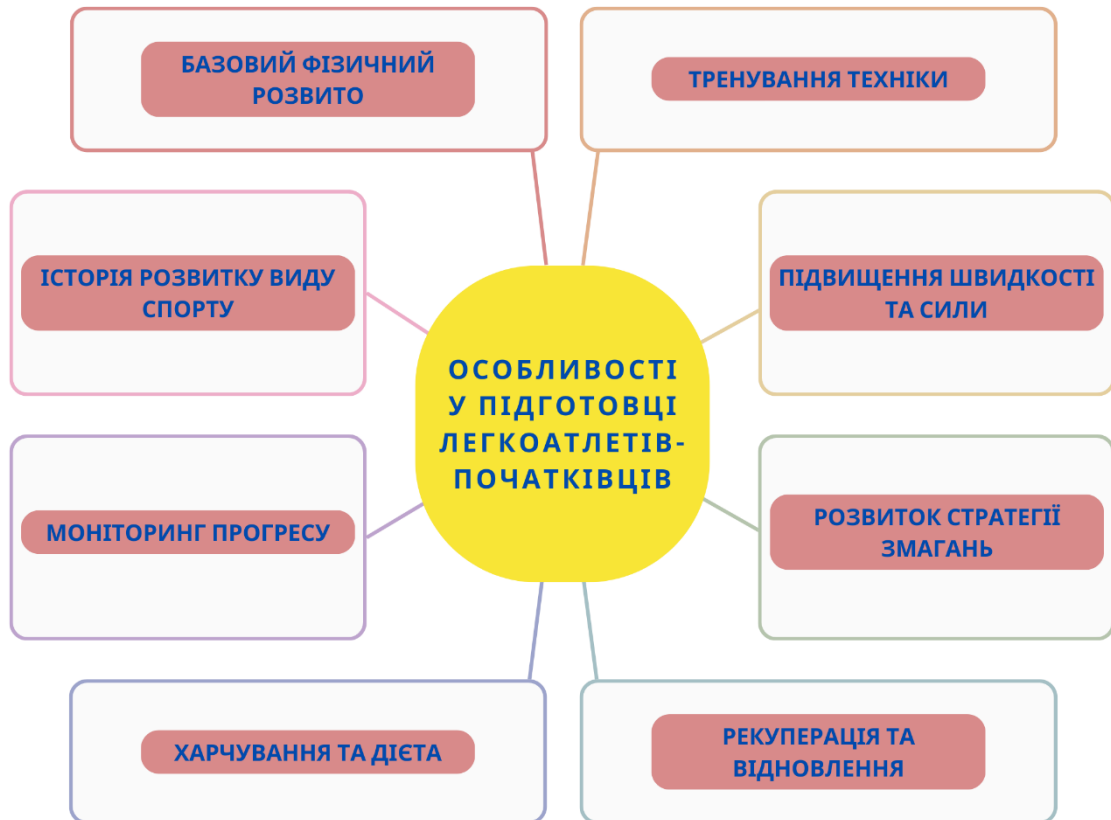 БАЗОВИЙ ФІЗИЧНИЙ
РОЗВИТО
ТРЕНУВАННЯ ТЕХНІКИ
ІСТОРІЯ РОЗВИТКУ ВИДУ
СПОРТУ
ПІДВИЩЕННЯ ШВИДКОСТІ
ТА СИЛИ
ОСОБЛИВОСТІ
У ПІДГОТОВЦІ
ЛЕГКОАТЛЕТІВ-
ПОЧАТКІВЦІВ
МОНІТОРИНГ ПРОГРЕСУ
РОЗВИТОК СТРАТЕГІЇ
ЗМАГАНЬ
ХАРЧУВАННЯ ТА ДІЄТА
РЕКУПЕРАЦІЯ ТА
ВІДНОВЛЕННЯ